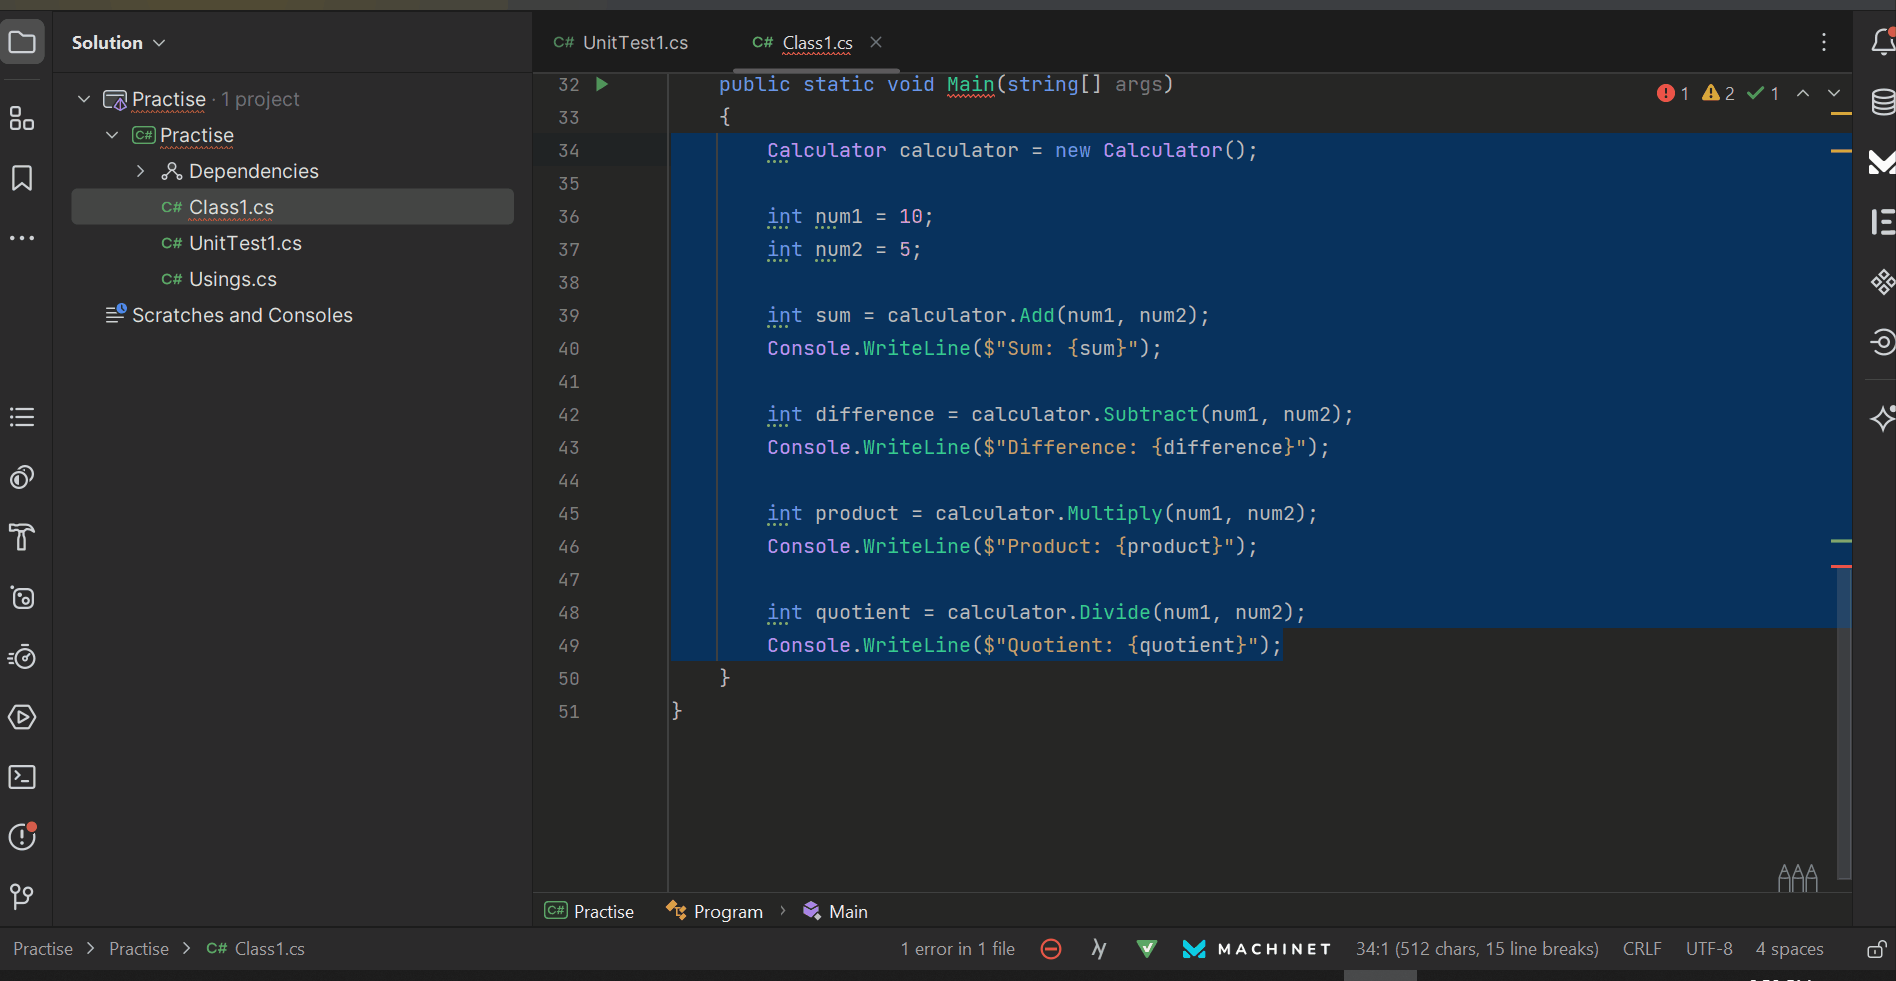 Solution
C# UnitTest1.cs
C# Class1.cs
Practise · 1 project
C# Practise
Dependencies
C# Class1.cs
C# UnitTest1.cs
C# Usings.cs
Scratches and Consoles
32 public static void Main(string[] args)
1 2 1
33 {
34 Calculator calculator = new Calculator();
35
36 int num1 = 10;
37 int num2 = 5;
38
39 int sum = calculator.Add(num1, num2);
40 Console.WriteLine($"Sum: {sum}");
41
42 int difference = calculator.Subtract(num1, num2);
43 Console.WriteLine($"Difference: {difference}");
44
45 int product = calculator.Multiply(num1, num2);
46 Console.WriteLine($"Product: {product}");
47
48 int quotient = calculator.Divide(num1, num2);
49 Console.WriteLine($"Quotient: {quotient}");
50 }
51 }
C# Practise Program > Main
Practise > Practise > C# Class1.cs
1 error in 1 file
MACHINET
34:1 (512 chars, 15 line breaks)
CRLF
UTF-8
4 spaces